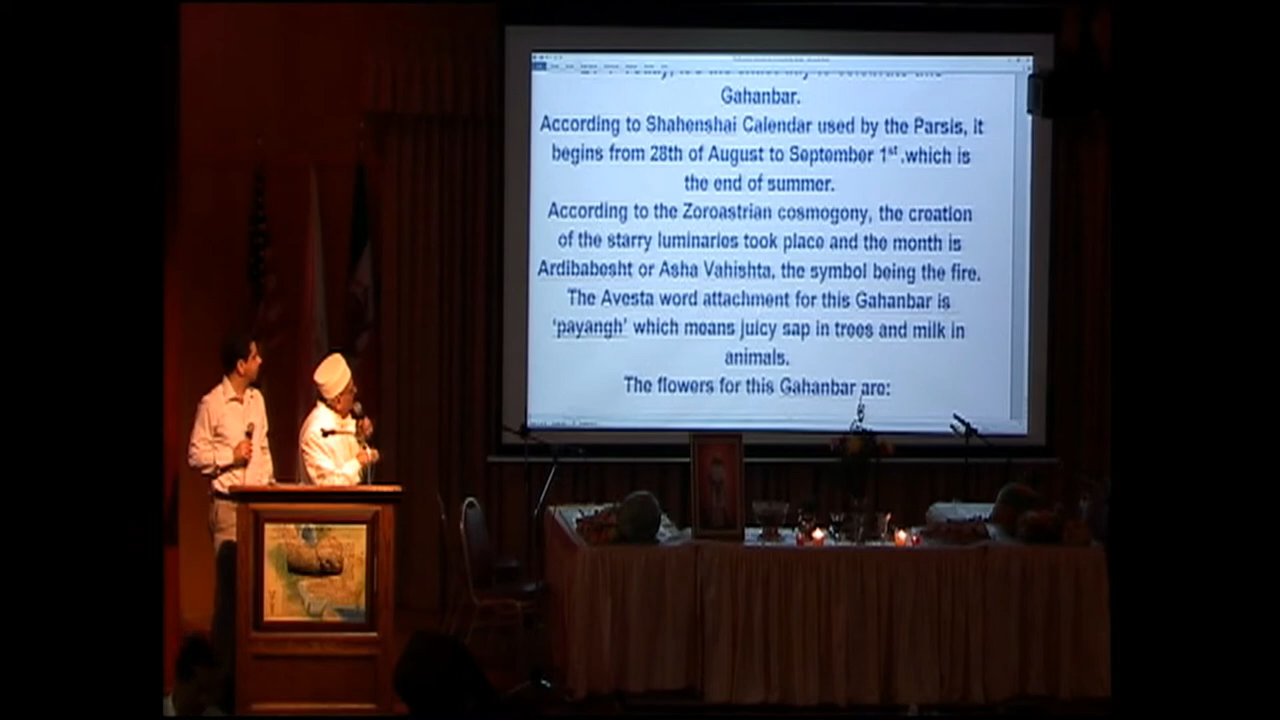 Gahanbar.
According to Shahenshai Calendar used by the Parsis, it
begins from 28th of August to September 1st .which is
the end of summer.
According to the Zoroastrian cosmogony, the creation
of the starry luminaries took place and the month is
Ardibabesht or Asha Vahishta, the symbol being the fire.
The Avesta word attachment for this Gahanbar is
'payangh' which means juicy sap in trees and milk in
animals.
The flowers for this Gahanbar are: